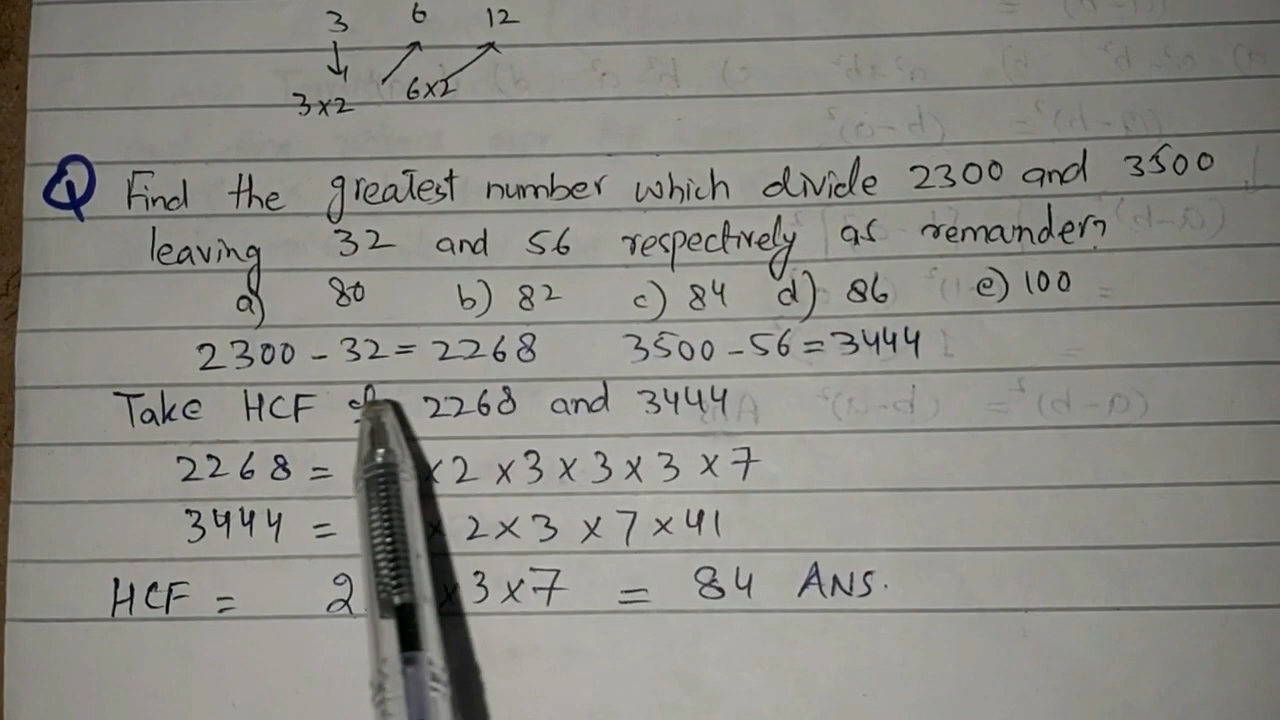 3 6 12
3×2 6×2
Q Find the greatest number which divide 2300 and 3500
leaving 32 and 56 respectively as remander?
a) 80 b) 82 c) 84 d) 86 e) 100
2300 - 32 = 2268 3500 - 56 = 3444
Take HCF of 2268 and 3444
2268 = ×2×3×3×3×7
3444 = × 2×3×7×41
HCF = 2 ×3×7 = 84 ANS.